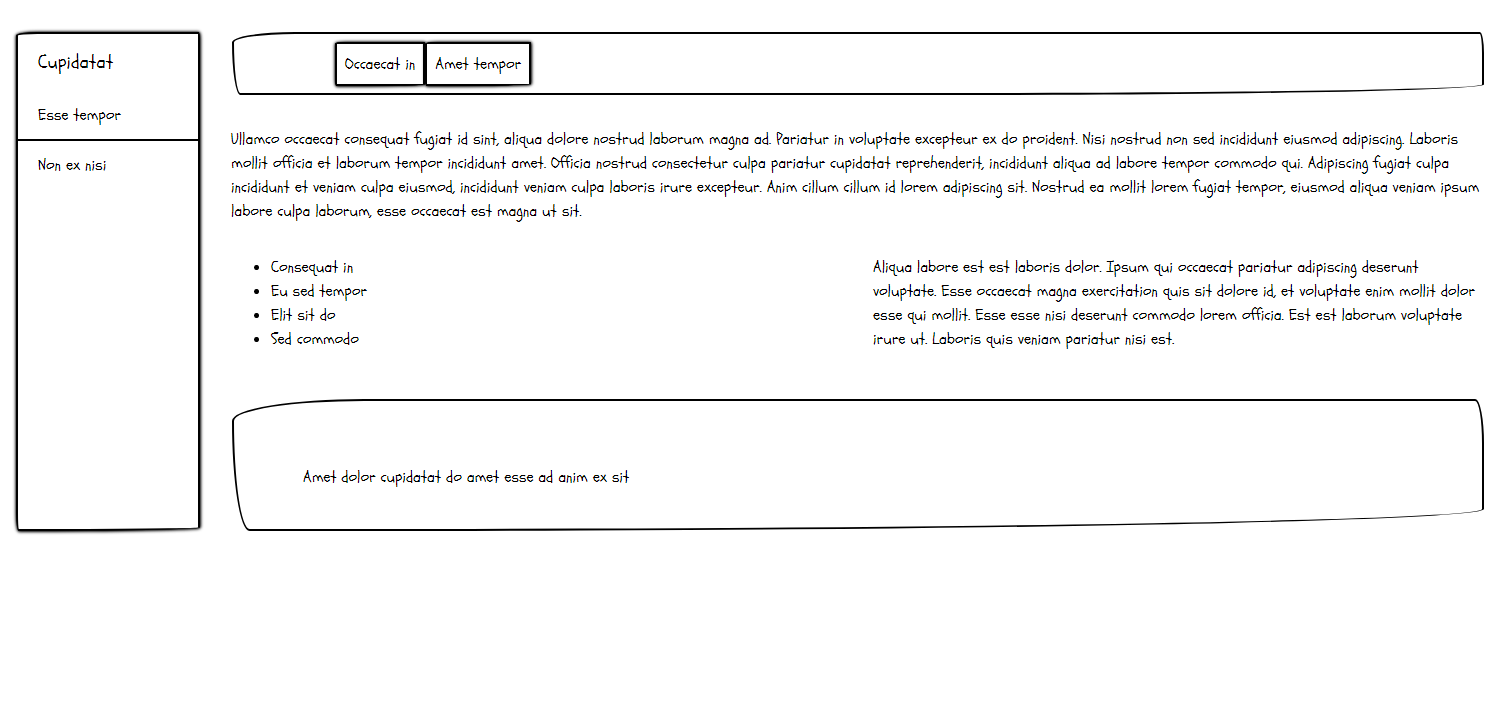 Cupidatat
Esse tempor
Non ex nisi
Occaecat in
Amet tempor
Ullamco occaecat consequat fugiat id sint, aliqua dolore nostrud laborum magna ad. Pariatur in voluptate excepteur ex do proident. Nisi nostrud non sed incididunt eiusmod adipiscing. Laboris
mollit officia et laborum tempor incididunt amet. Officia nostrud consectetur culpa pariatur cupidatat reprehenderit, incididunt aliqua ad labore tempor commodo qui. Adipiscing fugiat culpa
incididunt et veniam culpa eiusmod, incididunt veniam culpa laboris irure excepteur. Anim cillum cillum id lorem adipiscing sit. Nostrud ea mollit lorem fugiat tempor, eiusmod aliqua veniam ipsum
labore culpa laborum, esse occaecat est magna ut sit.
Consequat in
Eu sed tempor
Elit sit do
Sed commodo
Aliqua labore est est laboris dolor. Ipsum qui occaecat pariatur adipiscing deserunt
voluptate. Esse occaecat magna exercitation quis sit dolore id, et voluptate enim mollit dolor
esse qui mollit. Esse esse nisi deserunt commodo lorem officia. Est est laborum voluptate
irure ut. Laboris quis veniam pariatur nisi est.
Amet dolor cupidatat do amet esse ad anim ex sit